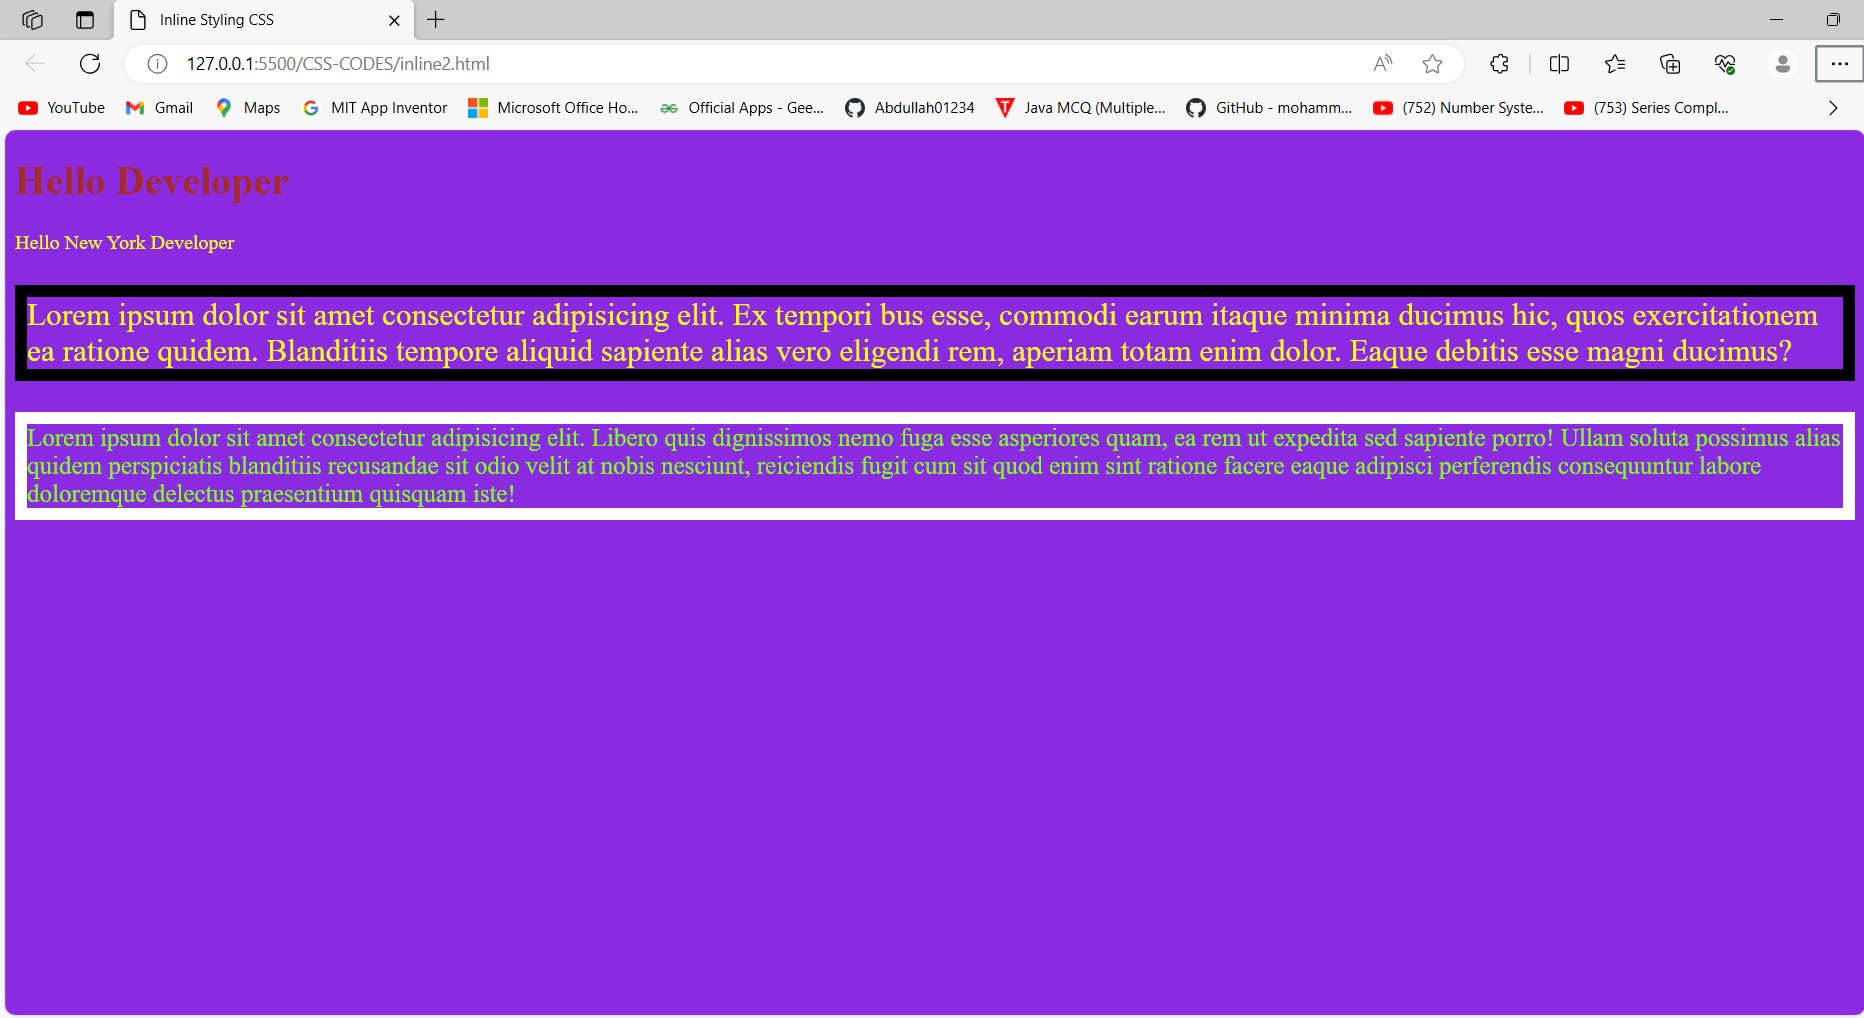 Inline Styling CSS
127.0.0.1:5500/CSS-CODES/inline2.html
YouTube Gmail Maps MIT App Inventor Microsoft Office Ho... Official Apps - Gee... Abdullah01234 Java MCQ (Multiple... GitHub - mohamm... (752) Number Syste... (753) Series Compl...
Hello Developer
Hello New York Developer
Lorem ipsum dolor sit amet consectetur adipisicing elit. Ex tempori bus esse, commodi earum itaque minima ducimus hic, quos exercitationem
ea ratione quidem. Blanditiis tempore aliquid sapiente alias vero eligendi rem, aperiam totam enim dolor. Eaque debitis esse magni ducimus?
Lorem ipsum dolor sit amet consectetur adipisicing elit. Libero quis dignissimos nemo fuga esse asperiores quam, ea rem ut expedita sed sapiente porro! Ullam soluta possimus alias
quidem perspiciatis blanditiis recusandae sit odio velit at nobis nesciunt, reiciendis fugit cum sit quod enim sint ratione facere eaque adipisci perferendis consequuntur labore
doloremque delectus praesentium quisquam iste!